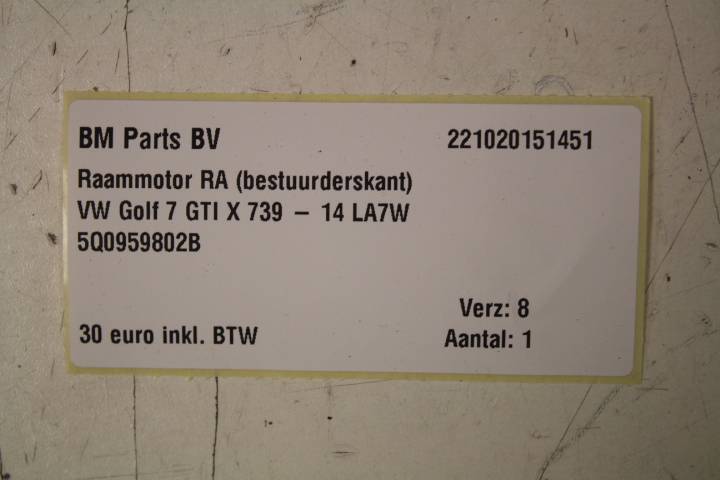 BM Parts BV 221020151451
Raammotor RA (bestuurderskant)
VW Golf 7 GTI X 739 – 14 LA7W
5Q0959802B
Verz: 8
30 euro inkl. BTW Aantal: 1